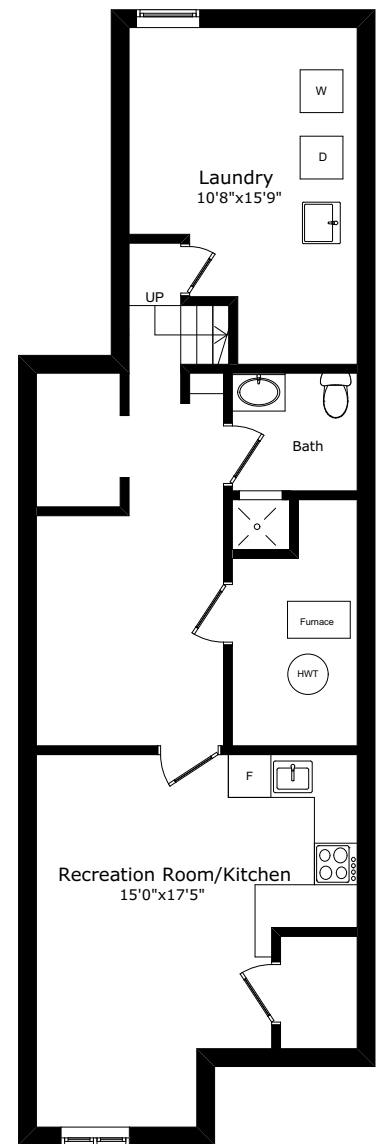 W
D
Laundry
10'8"x15'9"
UP
Bath
Furnace
HWT
F
Recreation Room/Kitchen
15'0"x17'5"